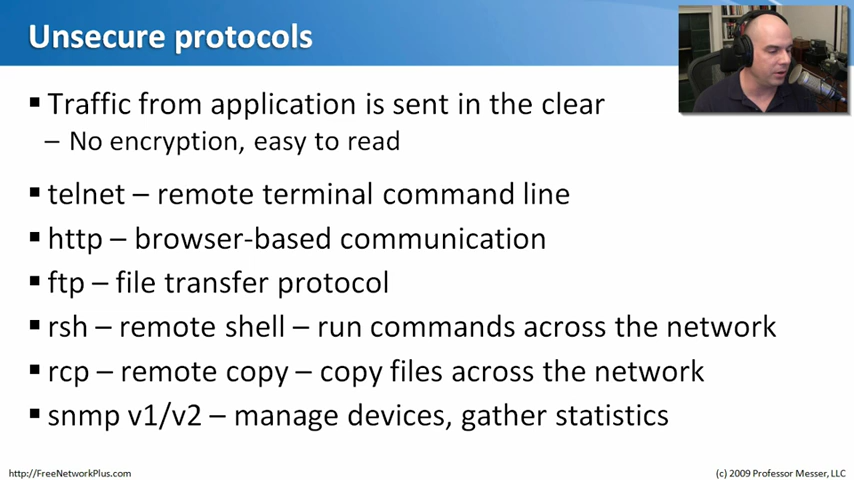 Unsecure protocols
▪ Traffic from application is sent in the clear
– No encryption, easy to read
▪ telnet – remote terminal command line
▪ http – browser-based communication
▪ ftp – file transfer protocol
▪ rsh – remote shell – run commands across the network
▪ rcp – remote copy – copy files across the network
▪ snmp v1/v2 – manage devices, gather statistics
http://FreeNetworkPlus.com
(c) 2009 Professor Messer, LLC